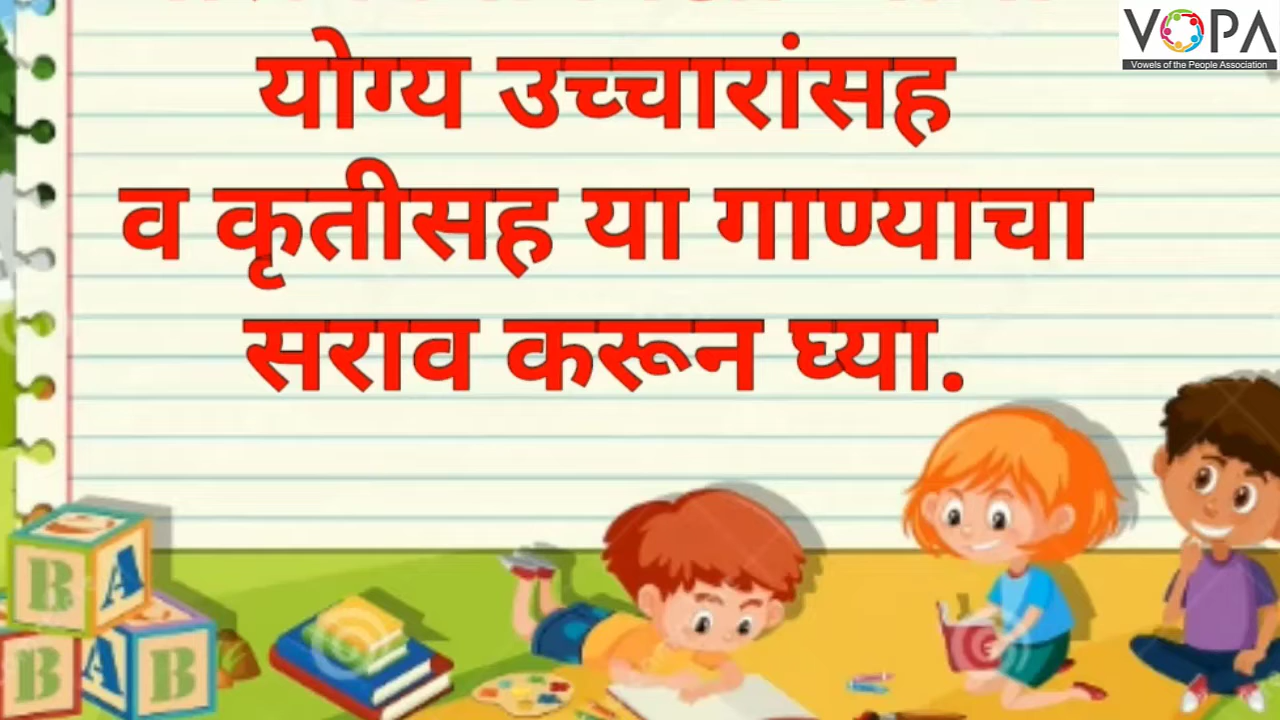 योग्य उच्चारांसह
व कृतीसह या गाण्याचा
सराव करून घ्या.
VOPA
Vowels of the People Association
B A
B A B